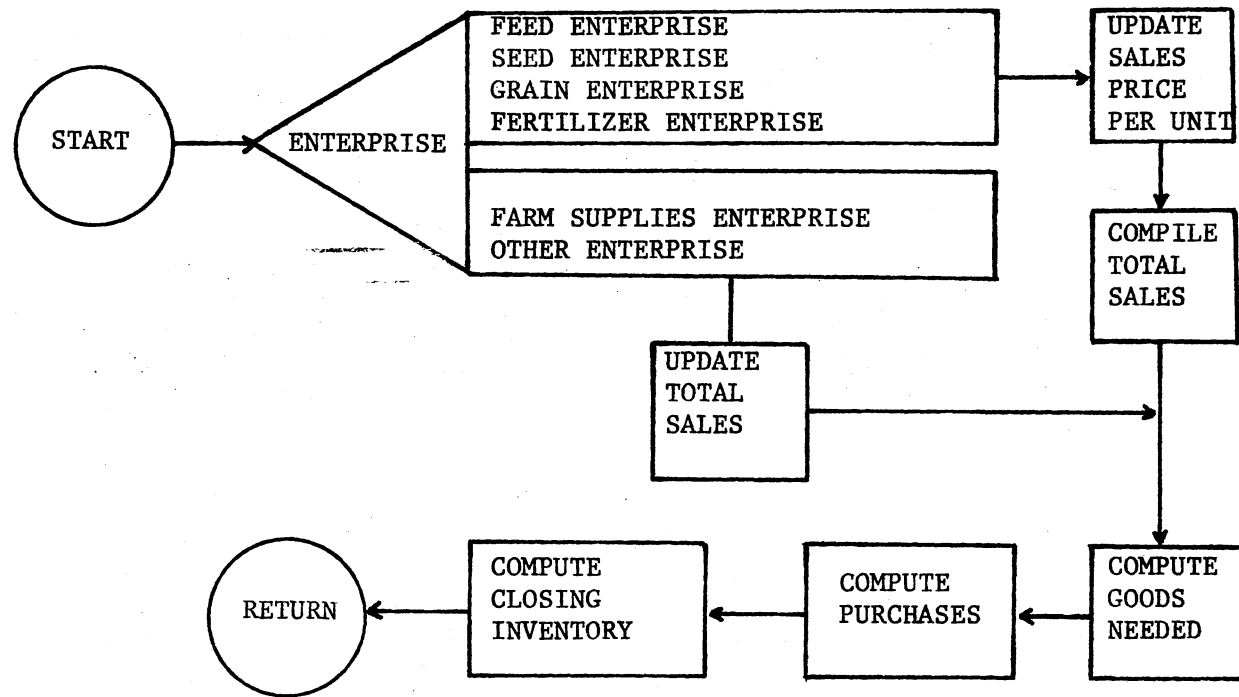 START
ENTERPRISE
FEED ENTERPRISE
SEED ENTERPRISE
GRAIN ENTERPRISE
FERTILIZER ENTERPRISE
FARM SUPPLIES ENTERPRISE
OTHER ENTERPRISE
UPDATE
SALES
PRICE
PER UNIT
COMPILE
TOTAL
SALES
UPDATE
TOTAL
SALES
COMPUTE
GOODS
NEEDED
COMPUTE
PURCHASES
COMPUTE
CLOSING
INVENTORY
RETURN